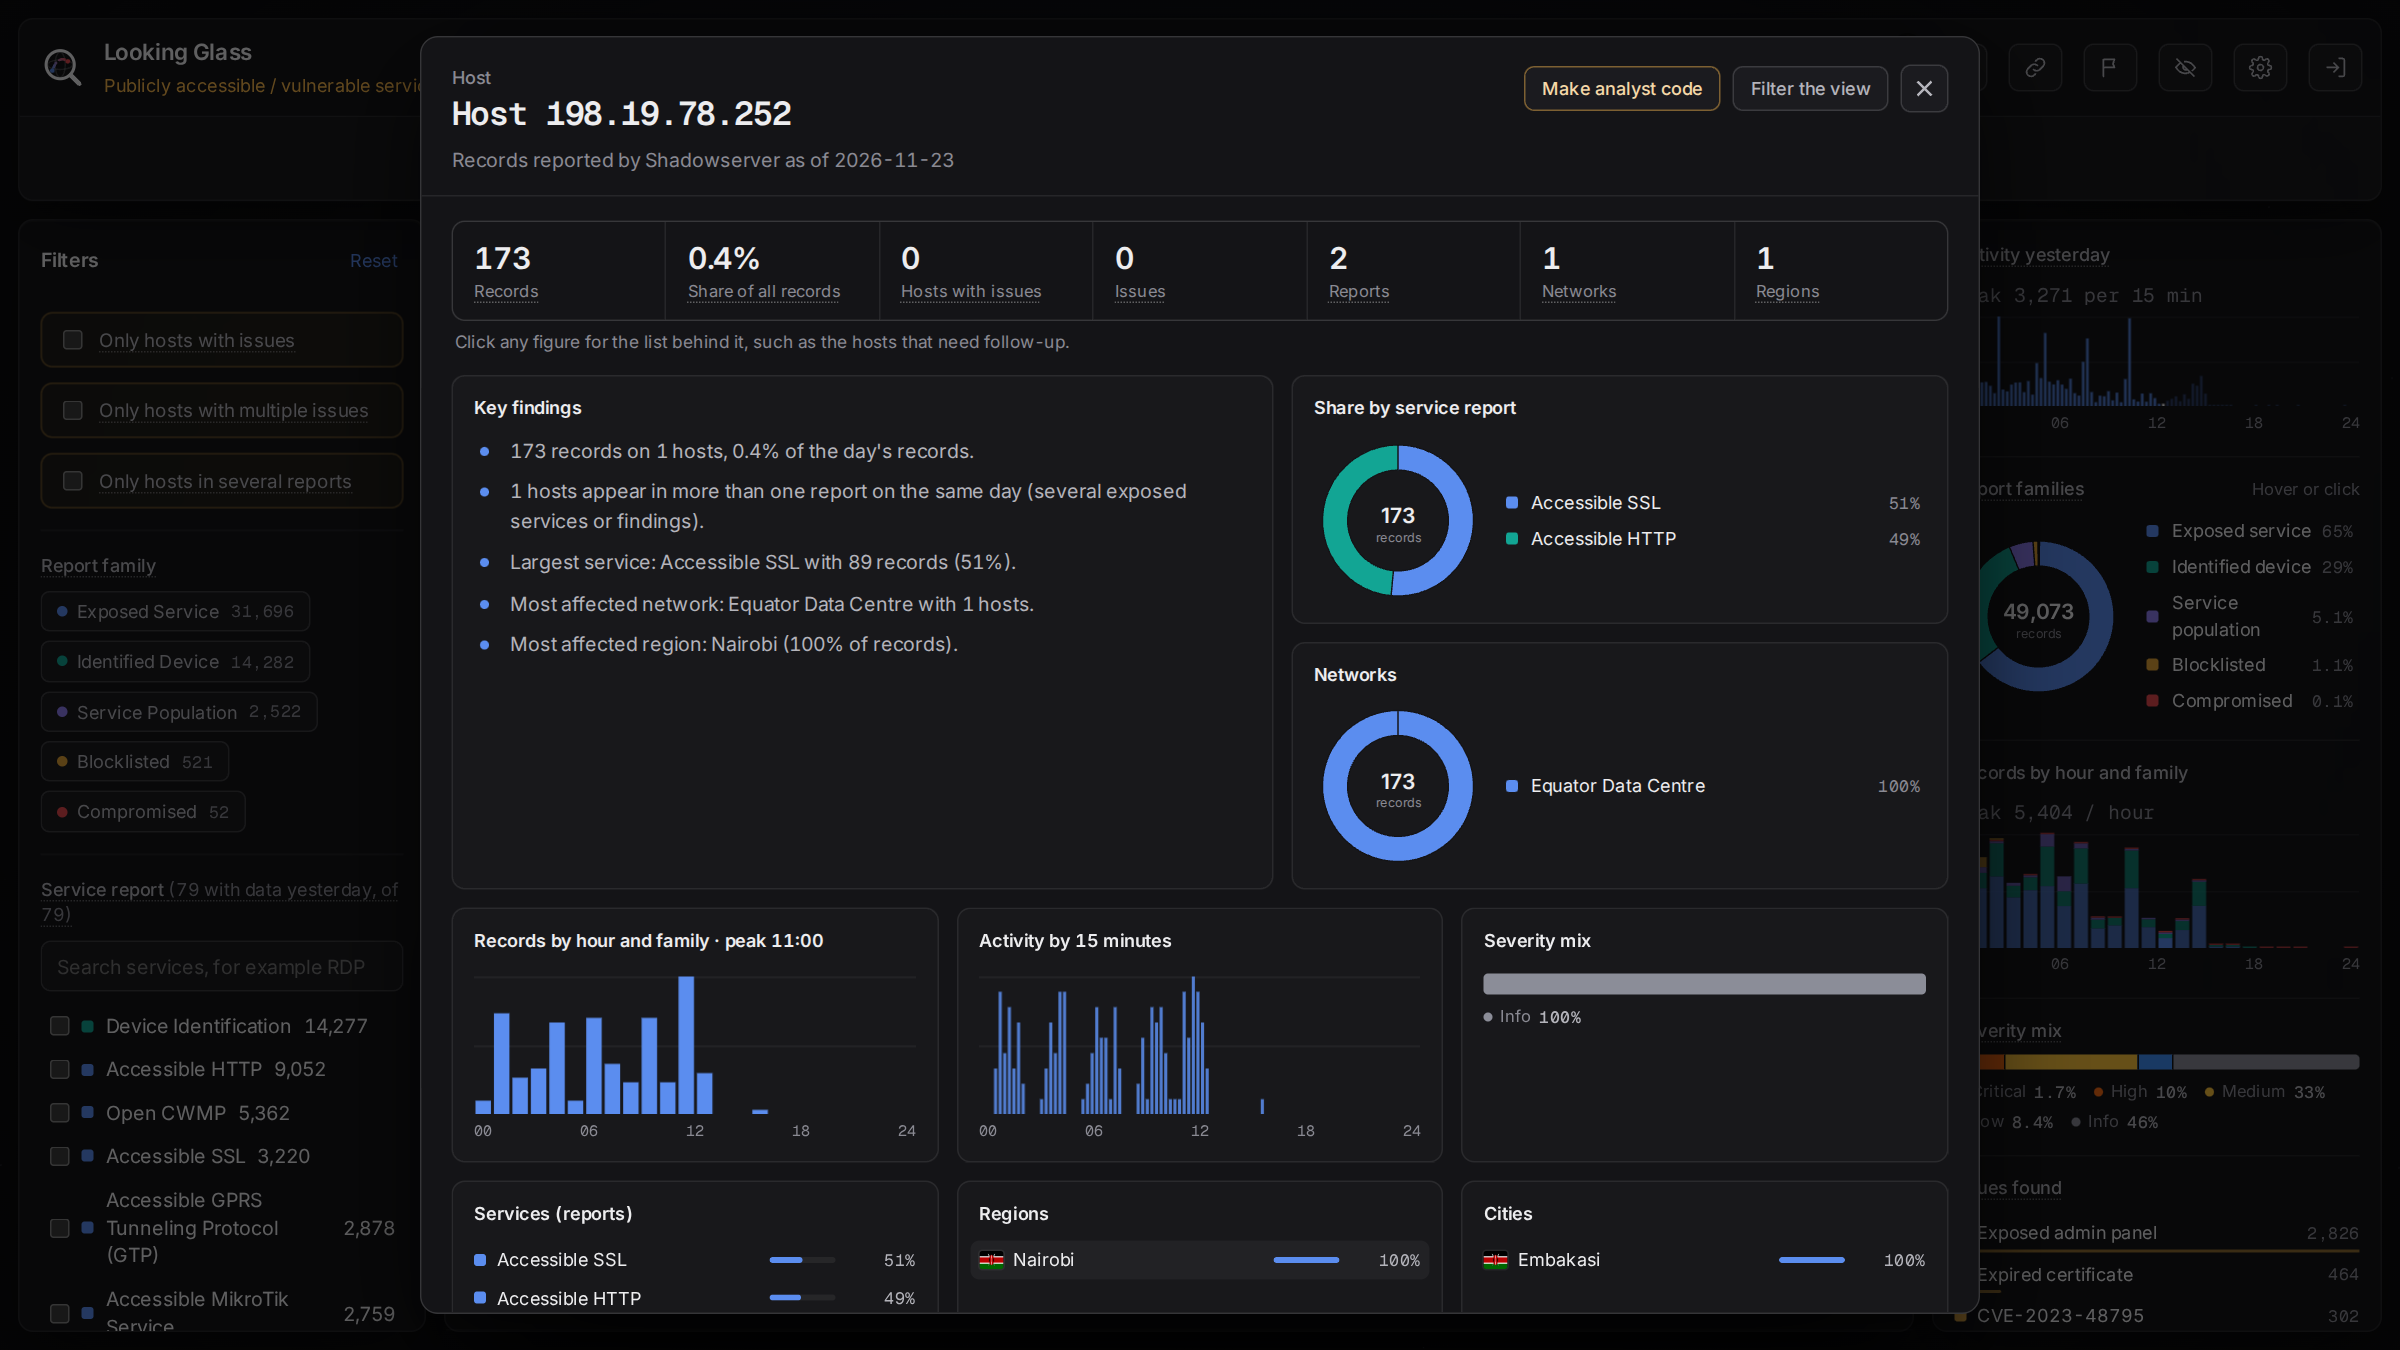 Looking Glass
Publicly accessible / vulnerable servi
Host
Host 198.19.78.252
Records reported by Shadowserver as of 2026-11-23
Make analyst code
Filter the view
Filters
Reset
Only hosts with issues
Only hosts with multiple issues
Only hosts in several reports
Report family
Exposed Service 31,696
Identified Device 14,282
Service Population 2,522
Blocklisted 521
Compromised 52
Service report (79 with data yesterday, of
79)
Search services, for example RDP
Device Identification 14,277
Accessible HTTP 9,052
Open CWMP 5,362
Accessible SSL 3,220
Accessible GPRS
Tunneling Protocol 2,878
(GTP)
Accessible MikroTik
Service 2,759
173
Records
0.4%
Share of all records
0
Hosts with issues
0
Issues
2
Reports
1
Networks
1
Regions
Click any figure for the list behind it, such as the hosts that need follow-up.
Key findings
173 records on 1 hosts, 0.4% of the day's records.
1 hosts appear in more than one report on the same day (several exposed
services or findings).
Largest service: Accessible SSL with 89 records (51%).
Most affected network: Equator Data Centre with 1 hosts.
Most affected region: Nairobi (100% of records).
Share by service report
173
records
Accessible SSL 51%
Accessible HTTP 49%
Networks
173
records
Equator Data Centre 100%
Records by hour and family · peak 11:00
00 06 12 18 24
Activity by 15 minutes
00 06 12 18 24
Severity mix
Info 100%
Services (reports)
Accessible SSL 51%
Accessible HTTP 49%
Regions
Nairobi 100%
Cities
Embakasi 100%
tivity yesterday
ak 3,271 per 15 min
06 12 18 24
port families
Hover or click
49,073
records
Exposed service 65%
Identified device 29%
Service
population 5.1%
Blocklisted 1.1%
Compromised 0.1%
cords by hour and family
ak 5,404 / hour
06 12 18 24
verity mix
ritical 1.7% High 10% Medium 33%
ow 8.4% Info 46%
ues found
Exposed admin panel 2,826
Expired certificate 464
CVE-2023-48795 302